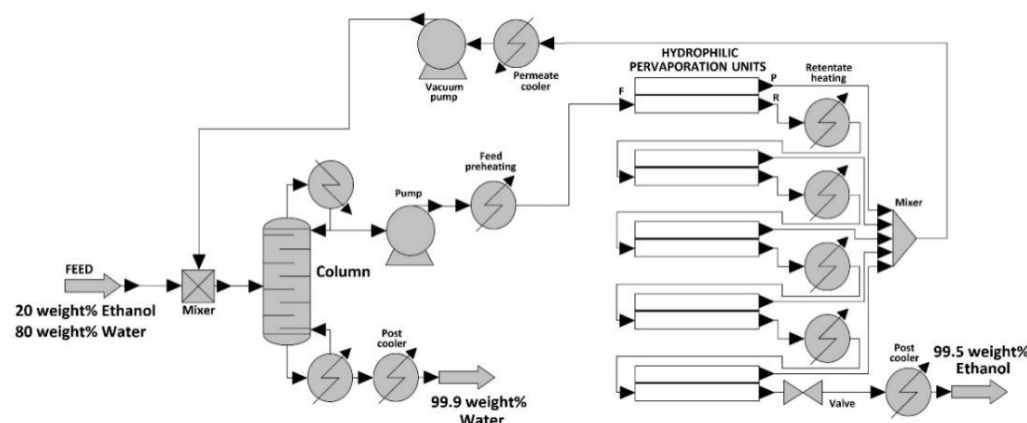 HYDROPHILIC
PERVAPORATION UNITS
Retentate
heating
Vacuum
pump
Permeate
cooler
P
F
R
Feed
preheating
Pump
Mixer
Column
FEED
20 weight% Ethanol
80 weight% Water
Mixer
Post
cooler
99.9 weight%
Water
Valve
Post
cooler
99.5 weight%
Ethanol